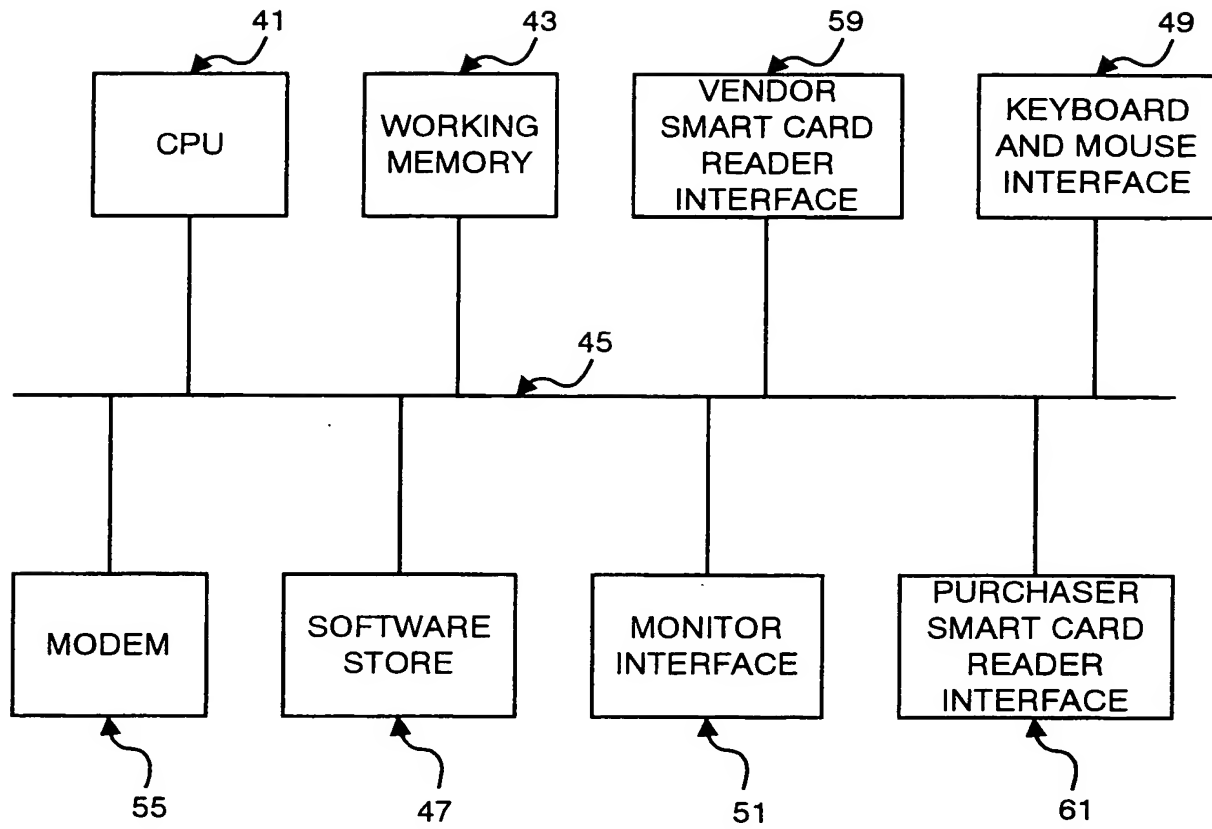 41
43
59
49
CPU
WORKING
MEMORY
VENDOR
SMART CARD
READER
INTERFACE
KEYBOARD
AND MOUSE
INTERFACE
45
MODEM
SOFTWARE
STORE
MONITOR
INTERFACE
PURCHASER
SMART CARD
READER
INTERFACE
55
47
51
61